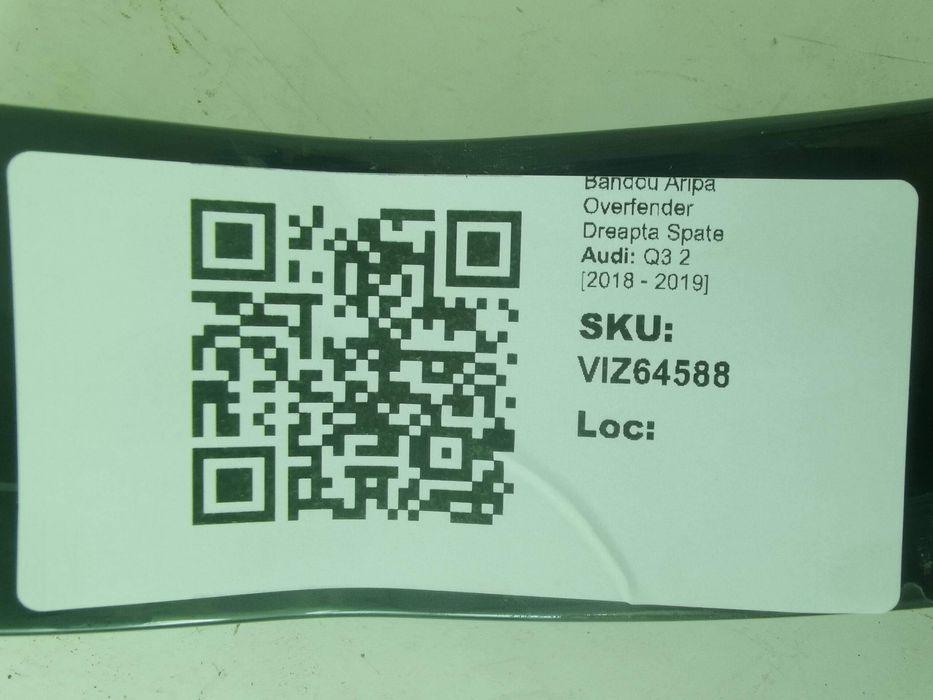 Bandou Aripa
Overfender
Dreapta Spate
Audi: Q3 2
[2018 - 2019]
SKU:
VIZ64588
Loc: